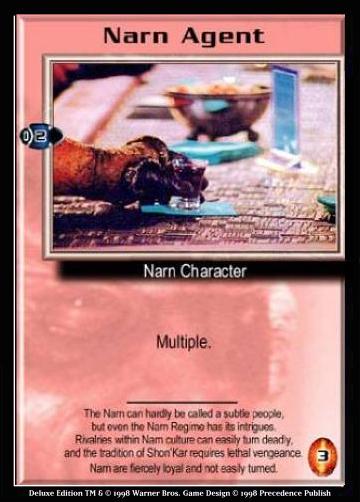 Narn Agent
2
Narn Character
Multiple.
The Narn can hardly be called a subtle people,
but even the Narn Regime has its intrigues.
Rivalries within Narn culture can easily turn deadly,
and the tradition of Shon'Kar requires lethal vengeance.
Narn are fiercely loyal and not easily turned.
3
Deluxe Edition TM & © 1998 Warner Bros. Game Design © 1998 Precedence Publish